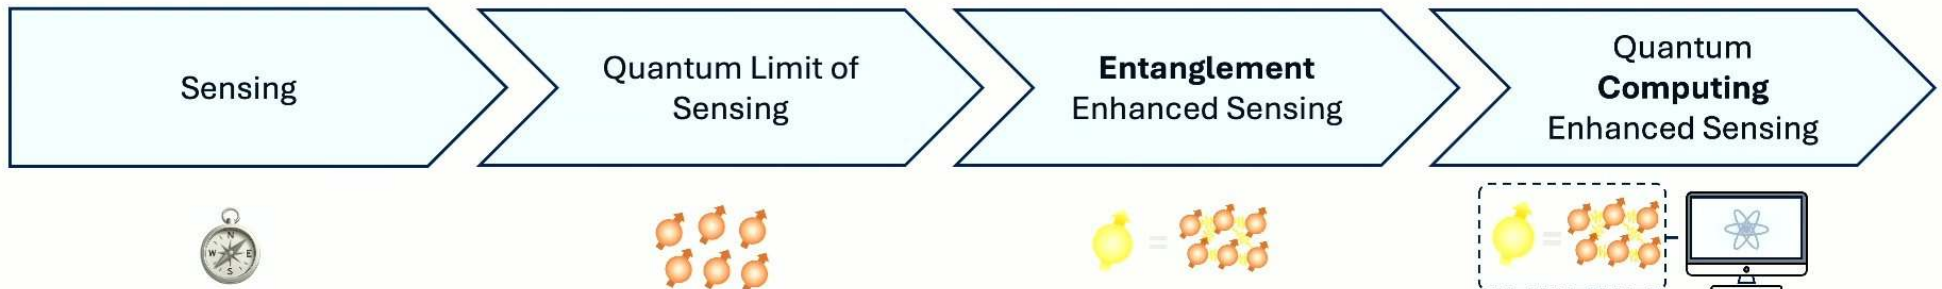 Sensing
Quantum Limit of
Sensing
Entanglement
Enhanced Sensing
Quantum
Computing
Enhanced Sensing
N
W E
S
=
=